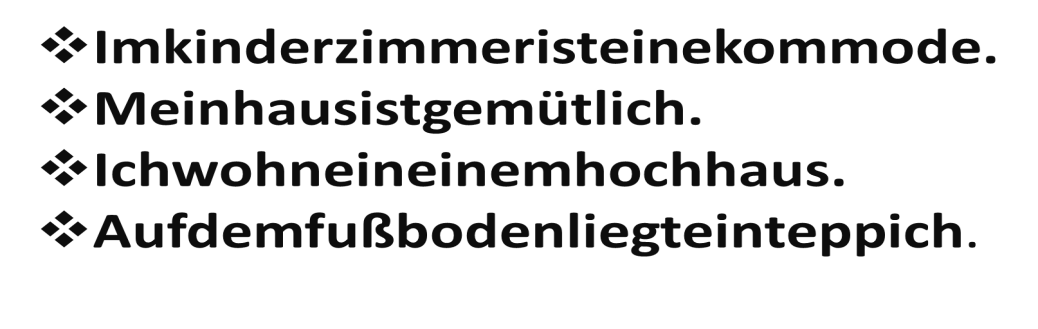 ❖Imkinderzimmeristeinekommode.
❖Meinhausistgemütlich.
❖Ichwohneineinemhochhaus.
❖Aufdemfußbodenliegteinteppich.